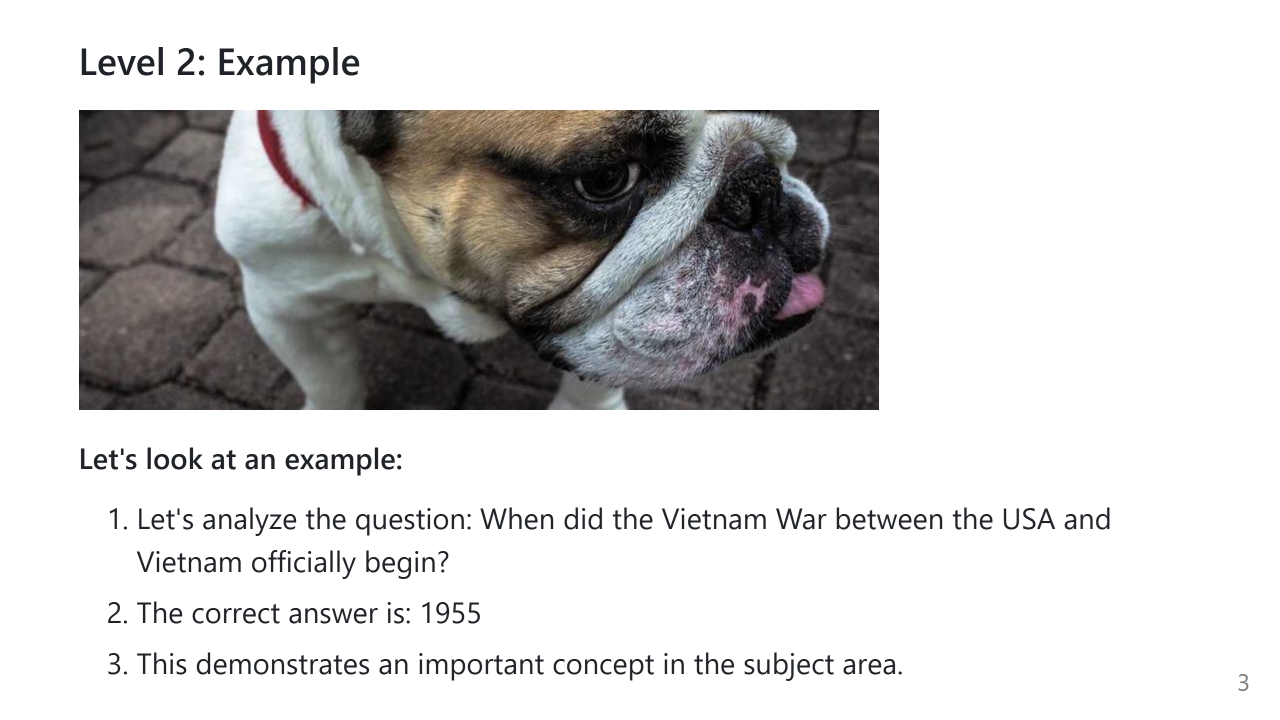 Level 2: Example
Let's look at an example:
1. Let's analyze the question: When did the Vietnam War between the USA and
Vietnam officially begin?
2. The correct answer is: 1955
3. This demonstrates an important concept in the subject area.
3